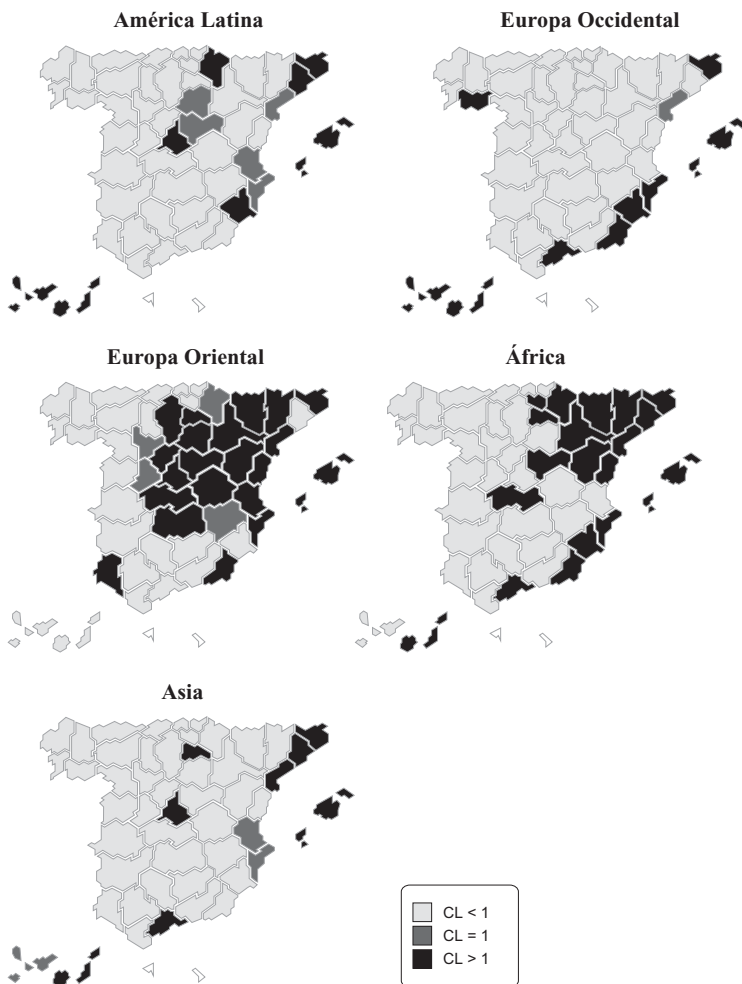 América Latina
Europa Occidental
Europa Oriental
África
Asia
CL < 1
CL = 1
CL > 1